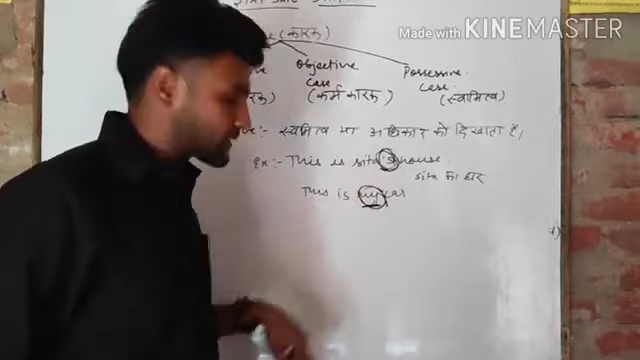 Made with KINEMASTER
(कारक)
Objective Possessive
Case case
(कर्म कारक) (स्वामित्व)
:- स्वामित्व या अधिकार को दिखाता है।
Ex:- This is sita's house.
sita का घर
This is my car